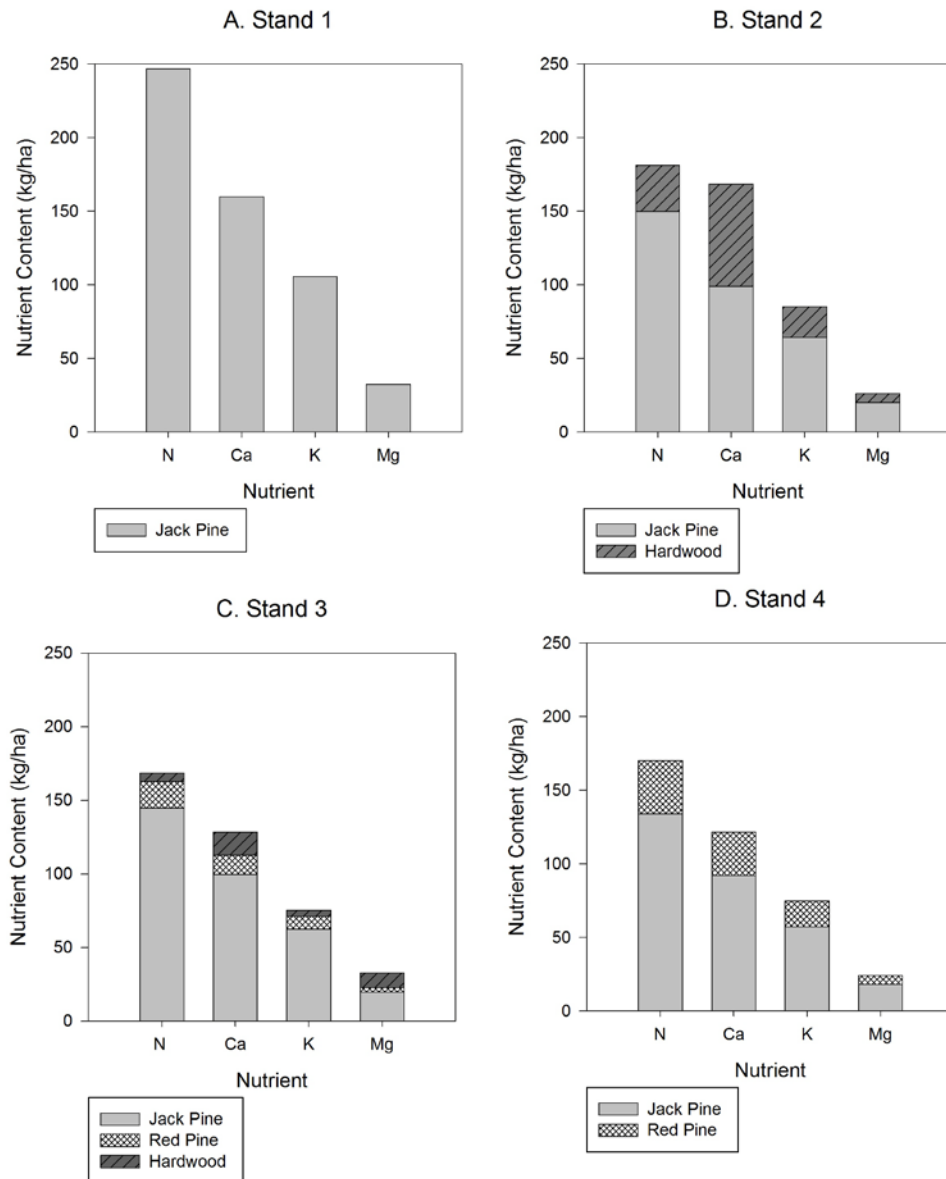 A. Stand 1
250
200
150
100
50
0
Nutrient Content (kg/ha)
N Ca K Mg
Nutrient
Jack Pine
B. Stand 2
250
200
150
100
50
0
Nutrient Content (kg/ha)
N Ca K Mg
Nutrient
Jack Pine
Hardwood
C. Stand 3
250
200
150
100
50
0
Nutrient Content (kg/ha)
N Ca K Mg
Nutrient
Jack Pine
Red Pine
Hardwood
D. Stand 4
250
200
150
100
50
0
Nutrient Content (kg/ha)
N Ca K Mg
Nutrient
Jack Pine
Red Pine